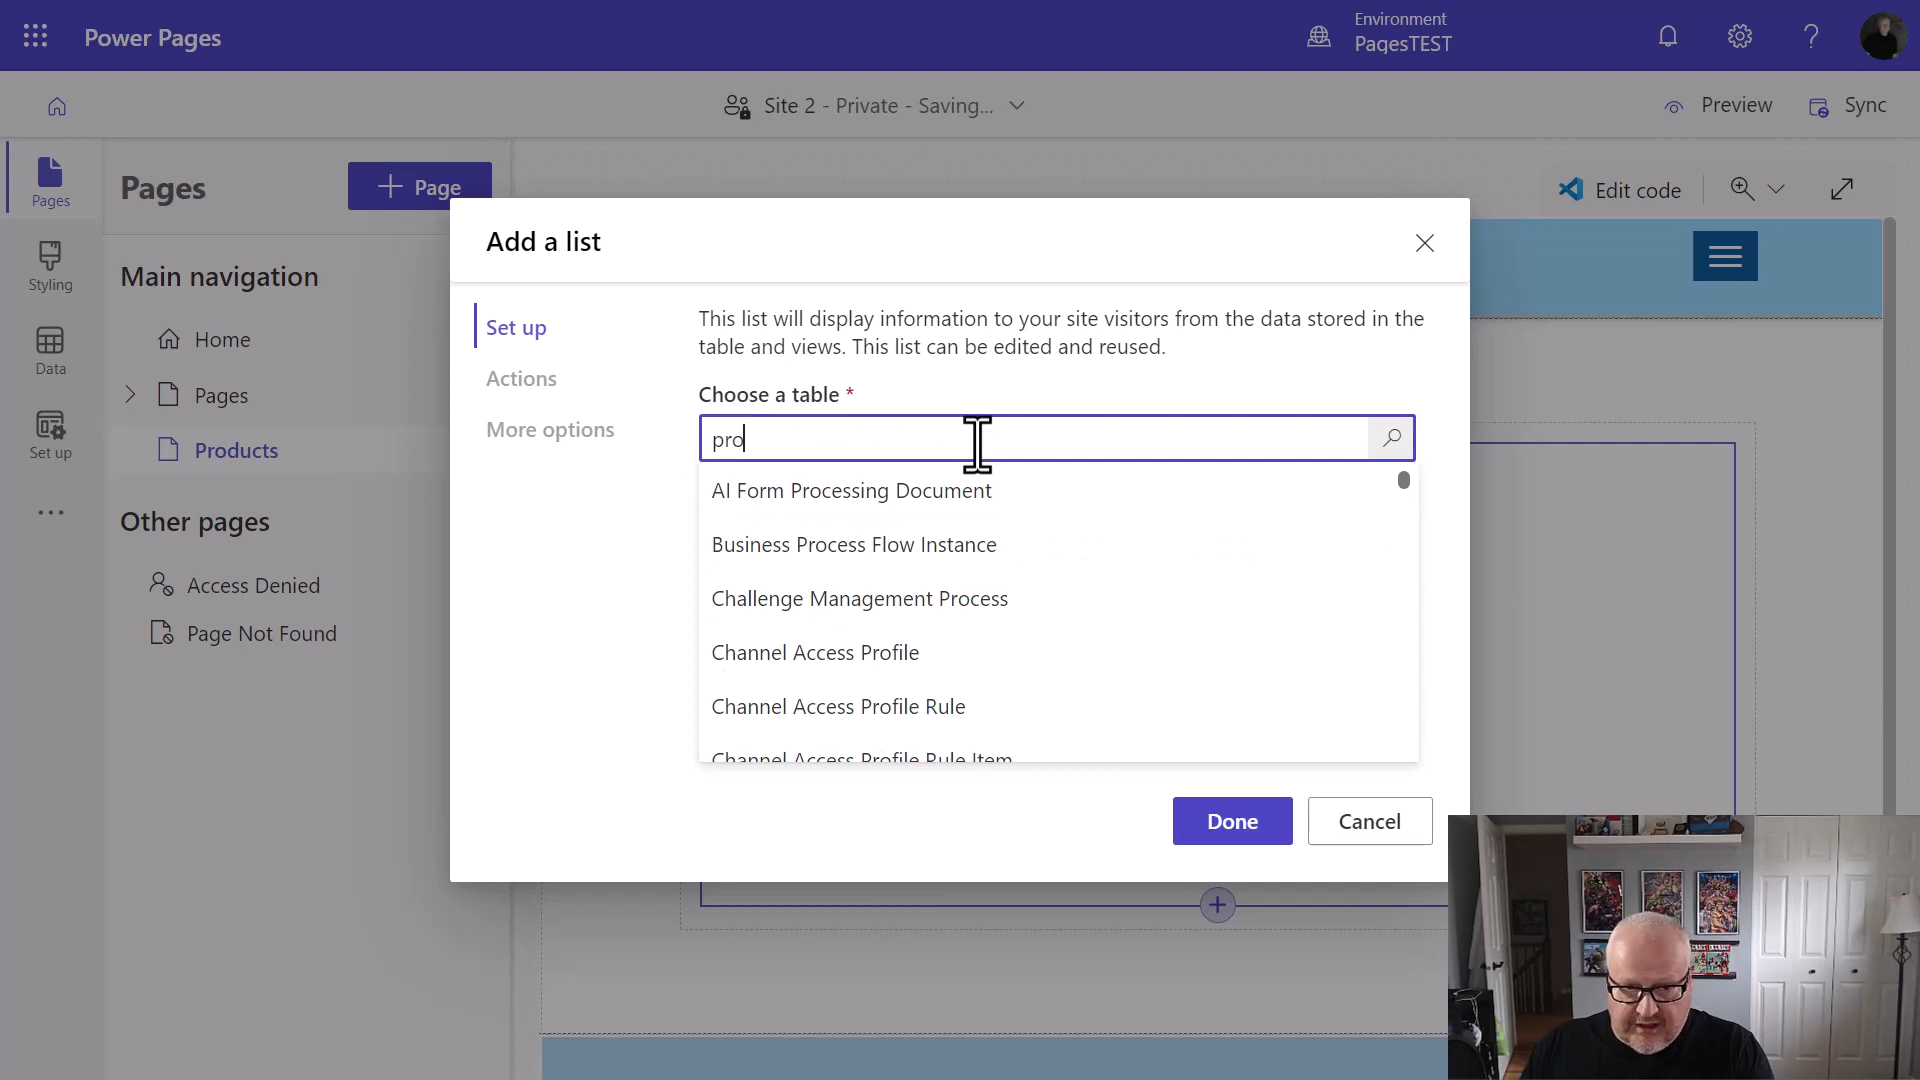 Power Pages
Environment
PagesTEST
Site 2 - Private - Saving...
Preview
Sync
Pages
Styling
Data
Set up
Pages
Page
Main navigation
Home
Pages
Products
Other pages
Access Denied
Page Not Found
Edit code
Add a list
Set up
Actions
More options
This list will display information to your site visitors from the data stored in the
table and views. This list can be edited and reused.
Choose a table *
pro
AI Form Processing Document
Business Process Flow Instance
Challenge Management Process
Channel Access Profile
Channel Access Profile Rule
Channel Access Profile Rule Item
Done
Cancel